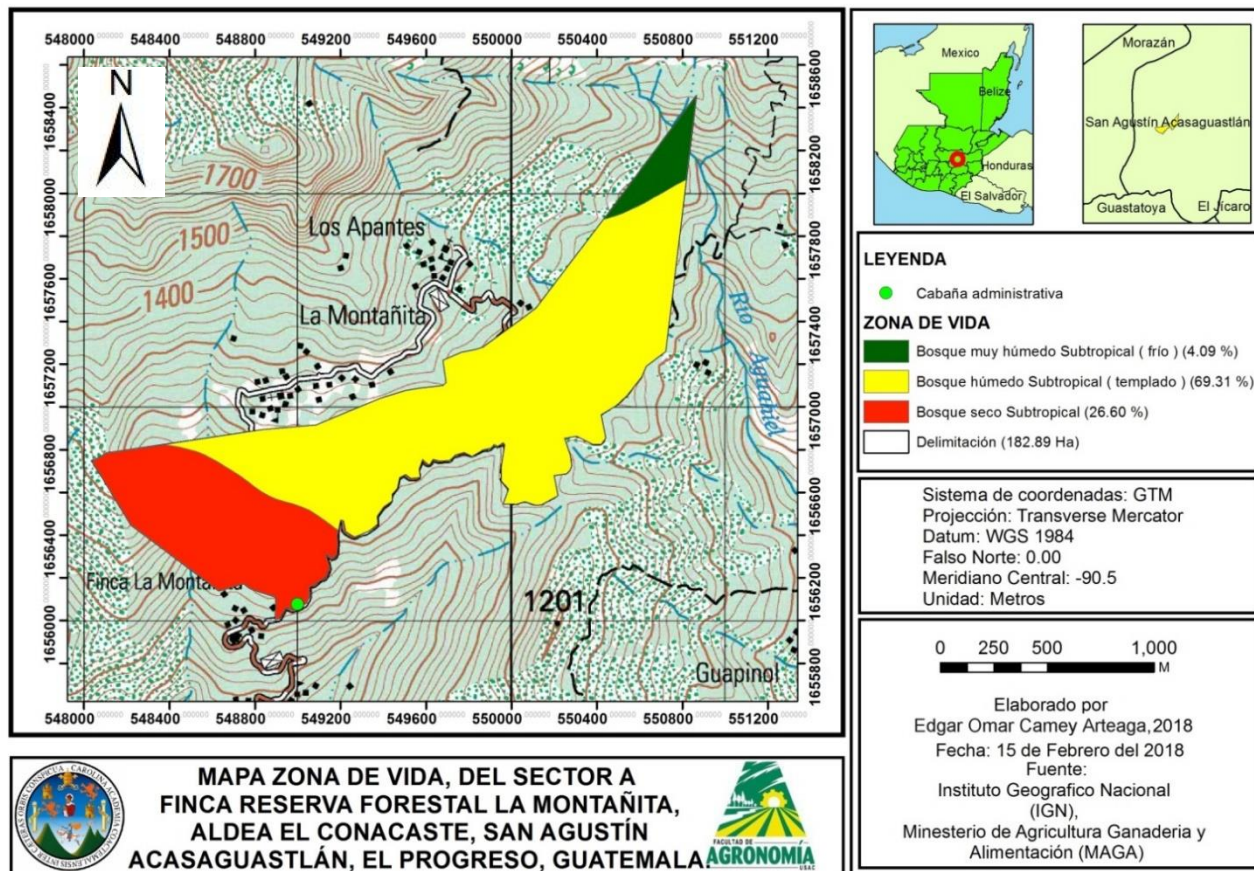 548000 548400 548800 549200 549600 550000 550400 550800 551200
1658600
1658400
1658200
1658000
1657800
1657600
1657400
1657200
1657000
1656800
1656600
1656400
1656200
1656000
1655800
N
1700
1500
1400
Los Apantes
La Montañita
Río Aguahiel
Finca La Montañita
1201
Guapinol
548000 548400 548800 549200 549600 550000 550400 550800 551200
MAPA ZONA DE VIDA, DEL SECTOR A
FINCA RESERVA FORESTAL LA MONTAÑITA,
ALDEA EL CONACASTE, SAN AGUSTÍN
ACASAGUASTLÁN, EL PROGRESO, GUATEMALA.
FACULTAD DE
AGRONOMÍA
USAC
Mexico
Belize
Honduras
El Salvador
Morazán
San Agustín Acasaguastlán
Guastatoya
El Jícaro
LEYENDA
Cabaña administrativa
ZONA DE VIDA
Bosque muy húmedo Subtropical ( frío ) (4.09 %)
Bosque húmedo Subtropical ( templado ) (69.31 %)
Bosque seco Subtropical (26.60 %)
Delimitación (182.89 Ha)
Sistema de coordenadas: GTM
Projección: Transverse Mercator
Datum: WGS 1984
Falso Norte: 0.00
Meridiano Central: -90.5
Unidad: Metros
0 250 500 1,000
M
Elaborado por
Edgar Omar Camey Arteaga,2018
Fecha: 15 de Febrero del 2018
Fuente:
Instituto Geografico Nacional
(IGN),
Minesterio de Agricultura Ganaderia y
Alimentación (MAGA)